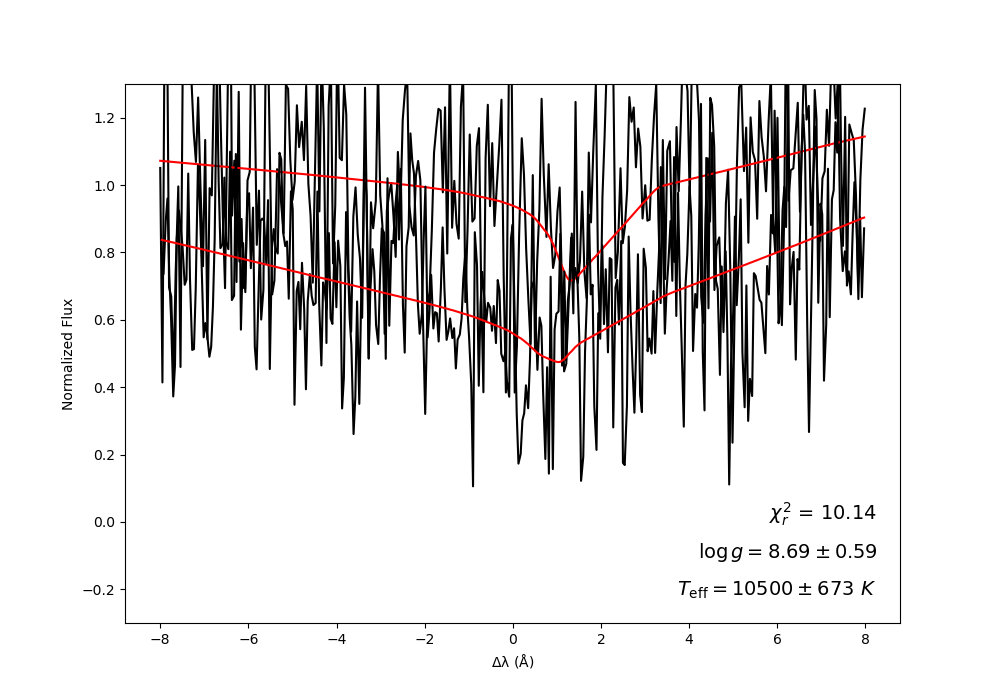 1.2
1.0
0.8
0.6
0.4
0.2
0.0
−0.2
Normalized Flux
χ_r^2 = 10.14
log g = 8.69 ± 0.59
T_eff = 10500 ± 673 K
−8 −6 −4 −2 0 2 4 6 8
Δλ (Å)